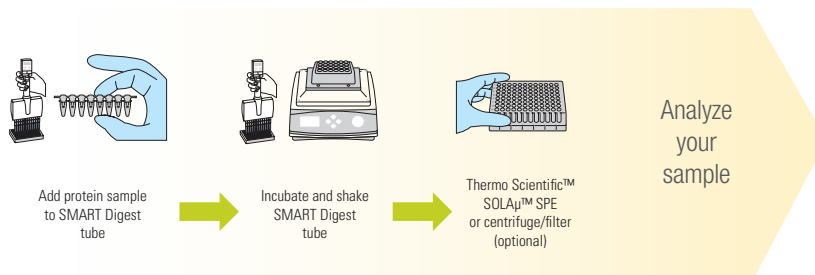 Add protein sample
to SMART Digest
tube
Incubate and shake
SMART Digest
tube
Thermo Scientific™
SOLAµ™ SPE
or centrifuge/filter
(optional)
Analyze
your
sample